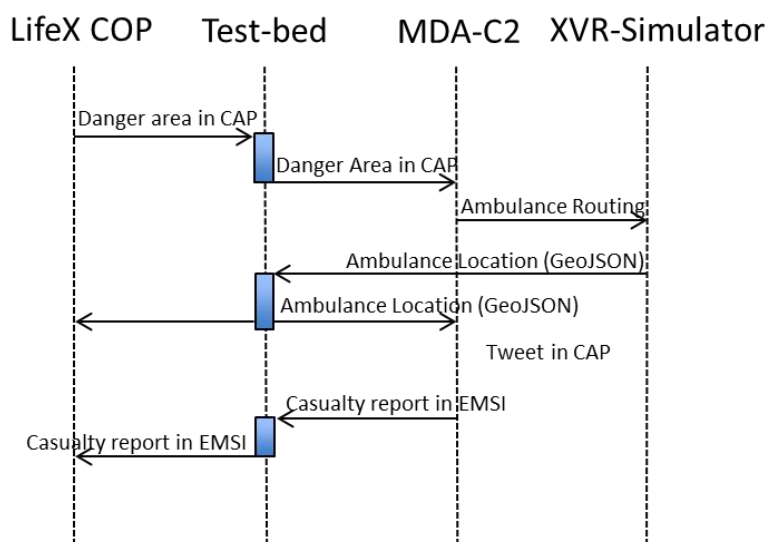 LifeX COP Test-bed MDA-C2 XVR-Simulator
Danger area in CAP
Danger Area in CAP
Ambulance Routing
Ambulance Location (GeoJSON)
Ambulance Location (GeoJSON)
Tweet in CAP
Casualty report in EMSI
Casualty report in EMSI